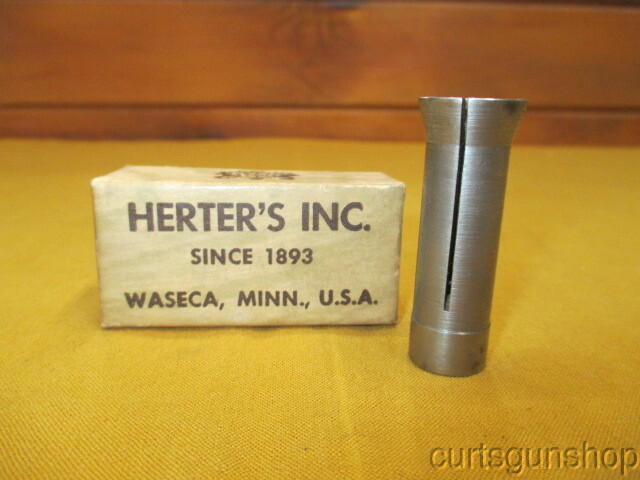 HERTER'S INC.
SINCE 1893
WASECA, MINN., U.S.A.
curtsgunshop